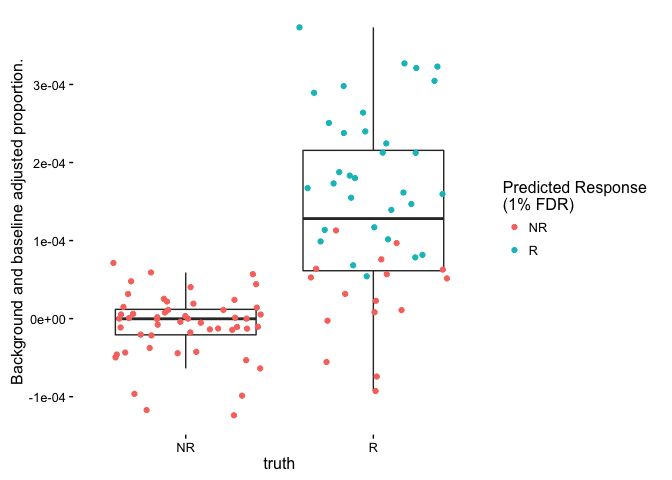 Background and baseline adjusted proportion.
3e-04
2e-04
1e-04
0e+00
-1e-04
NR
R
truth
Predicted Response
(1% FDR)
NR
R